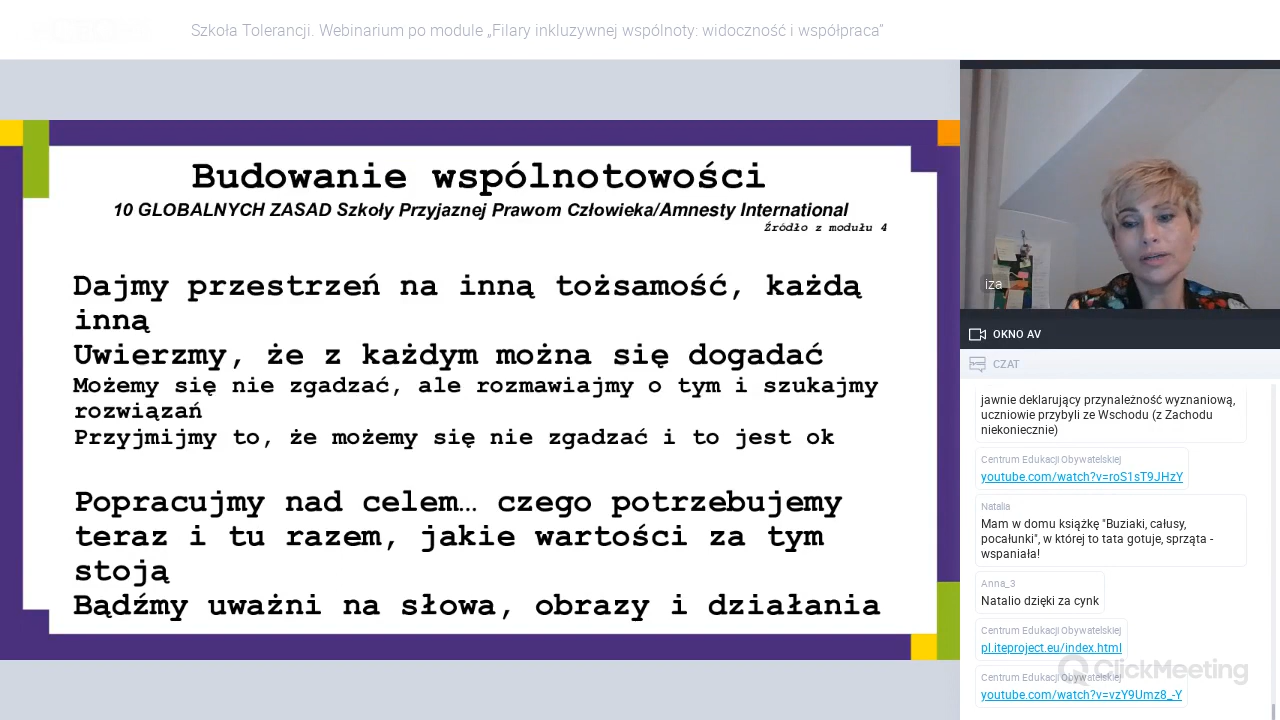 Szkoła Tolerancji. Webinarium po module „Filary inkluzywnej wspólnoty: widoczność i współpraca”
Budowanie wspólnotowości
10 GLOBALNYCH ZASAD Szkoły Przyjaznej Prawom Człowieka/Amnesty International
Źródło z modułu 4
Dajmy przestrzeń na inną tożsamość, każdą
inną
Uwierzmy, że z każdym można się dogadać
Możemy się nie zgadzać, ale rozmawiajmy o tym i szukajmy
rozwiązań
Przyjmijmy to, że możemy się nie zgadzać i to jest ok
Popracujmy nad celem… czego potrzebujemy
teraz i tu razem, jakie wartości za tym
stoją
Bądźmy uważni na słowa, obrazy i działania
iza
OKNO AV
CZAT
jawnie deklarujący przynależność wyznaniową,
uczniowie przybyli ze Wschodu (z Zachodu
niekoniecznie)
Centrum Edukacji Obywatelskiej
youtube.com/watch?v=roS1sT9JHzY
Natalia
Mam w domu książkę "Buziaki, całusy,
pocałunki", w której to tata gotuje, sprząta -
wspaniała!
Anna_3
Natalio dzięki za cynk
Centrum Edukacji Obywatelskiej
pl.iteproject.eu/index.html
Centrum Edukacji Obywatelskiej
youtube.com/watch?v=vzY9Umz8_-Y
ClickMeeting